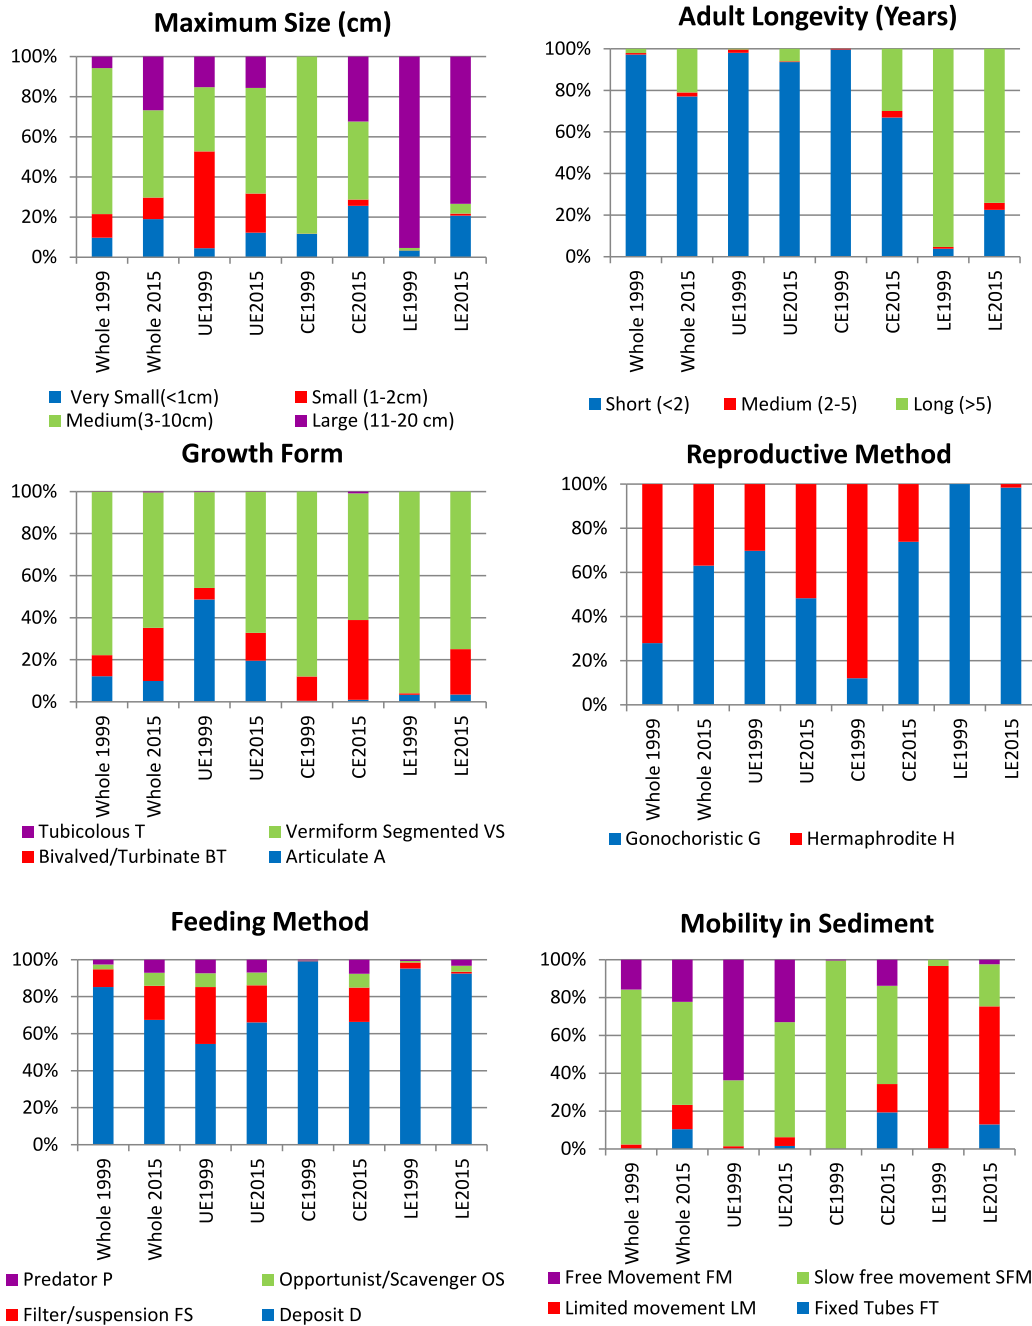 Maximum Size (cm)
100%
80%
60%
40%
20%
0%
Whole 1999
Whole 2015
UE1999
UE2015
CE1999
CE2015
LE1999
LE2015
Very Small(<1cm)
Small (1-2cm)
Medium(3-10cm)
Large (11-20 cm)
Adult Longevity (Years)
100%
80%
60%
40%
20%
0%
Whole 1999
Whole 2015
UE1999
UE2015
CE1999
CE2015
LE1999
LE2015
Short (<2)
Medium (2-5)
Long (>5)
Growth Form
100%
80%
60%
40%
20%
0%
Whole 1999
Whole 2015
UE1999
UE2015
CE1999
CE2015
LE1999
LE2015
Tubicolous T
Vermiform Segmented VS
Bivalved/Turbinate BT
Articulate A
Reproductive Method
100%
80%
60%
40%
20%
0%
Whole 1999
Whole 2015
UE1999
UE2015
CE1999
CE2015
LE1999
LE2015
Gonochoristic G
Hermaphrodite H
Feeding Method
100%
80%
60%
40%
20%
0%
Whole 1999
Whole 2015
UE1999
UE2015
CE1999
CE2015
LE1999
LE2015
Predator P
Opportunist/Scavenger OS
Filter/suspension FS
Deposit D
Mobility in Sediment
100%
80%
60%
40%
20%
0%
Whole 1999
Whole 2015
UE1999
UE2015
CE1999
CE2015
LE1999
LE2015
Free Movement FM
Slow free movement SFM
Limited movement LM
Fixed Tubes FT